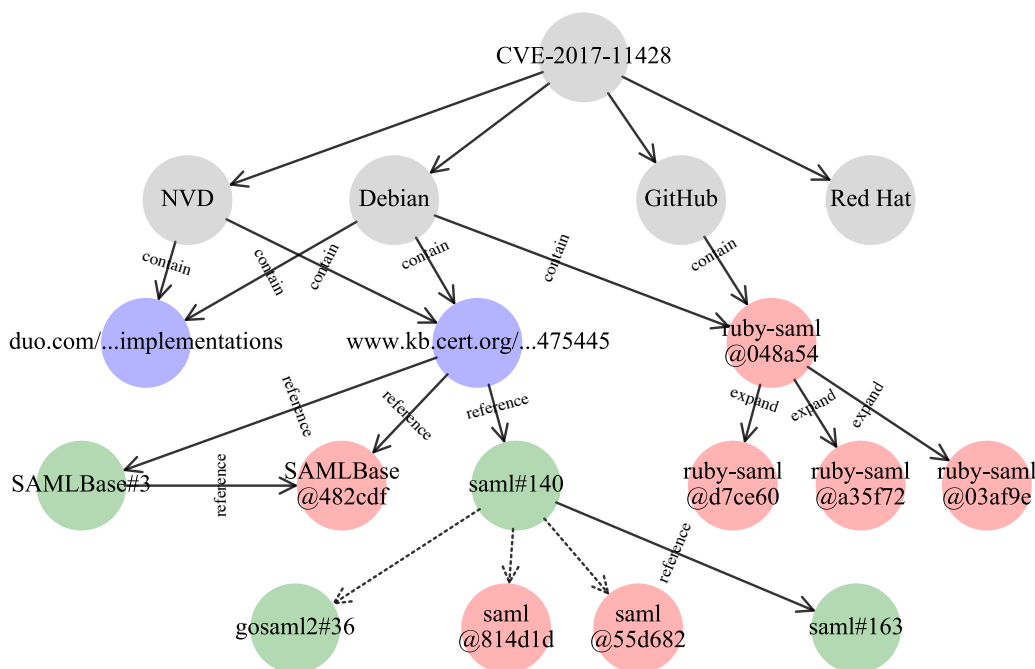 CVE-2017-11428
NVD
Debian
GitHub
Red Hat
contain
contain
contain
contain
contain
contain
duo.com/...implementations
www.kb.cert.org/...475445
ruby-saml
@048a54
reference
reference
reference
expand
expand
expand
SAMLBase#3
reference
SAMLBase
@482cdf
saml#140
ruby-saml
@d7ce60
ruby-saml
@a35f72
ruby-saml
@03af9e
reference
gosaml2#36
saml
@814d1d
saml
@55d682
saml#163